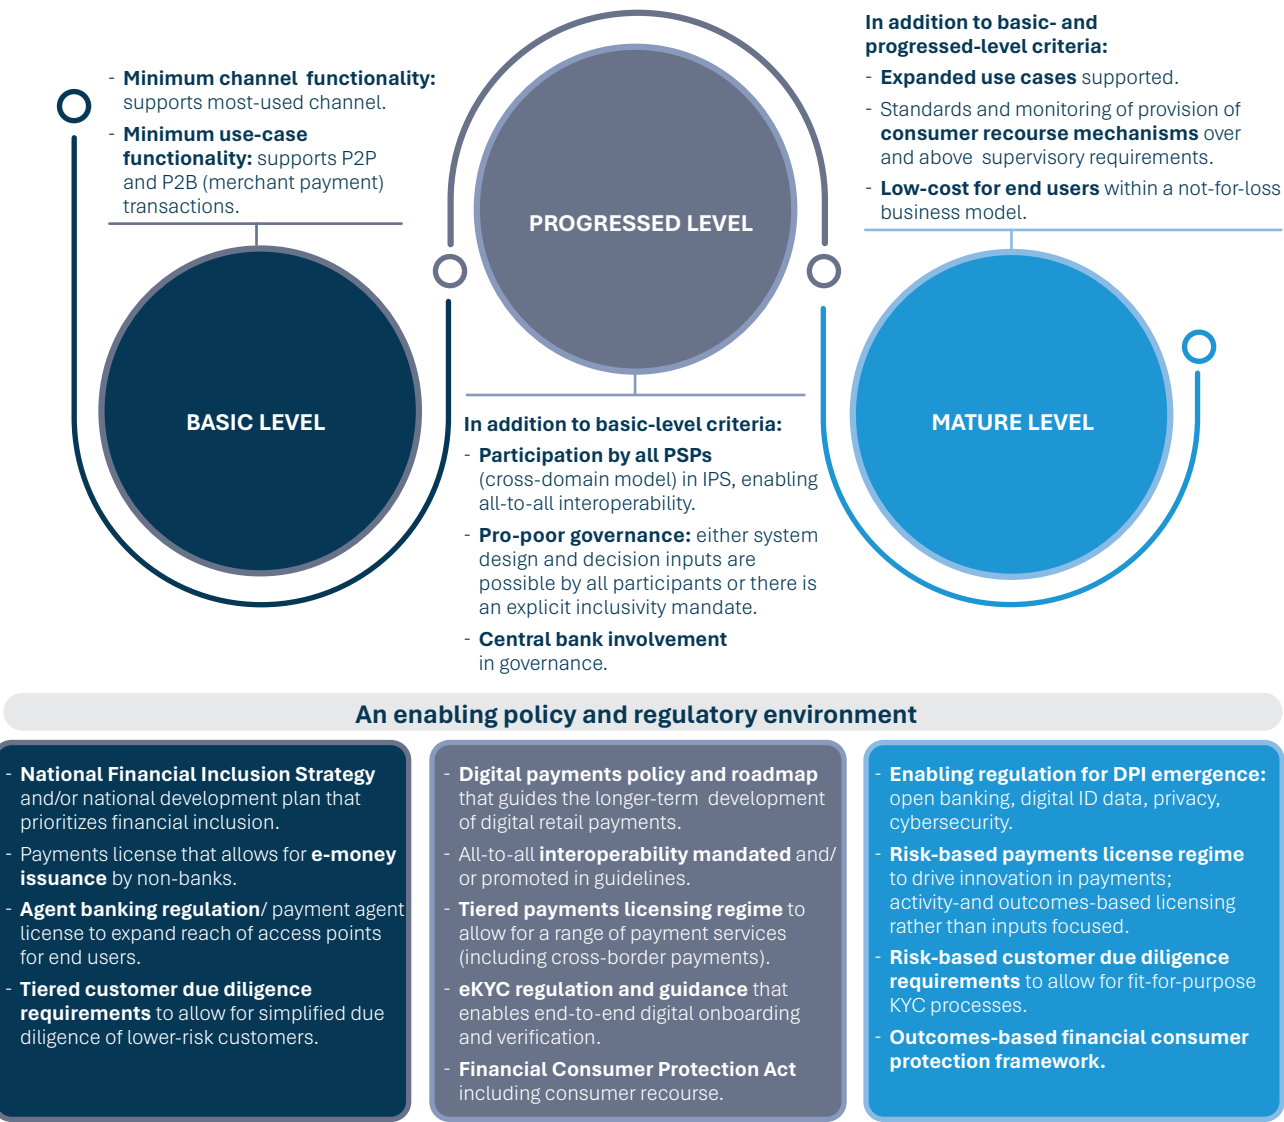 - Minimum channel functionality:
supports most-used channel.
- Minimum use-case
functionality: supports P2P
and P2B (merchant payment)
transactions.
BASIC LEVEL
PROGRESSED LEVEL
In addition to basic-level criteria:
- Participation by all PSPs
(cross-domain model) in IPS, enabling
all-to-all interoperability.
- Pro-poor governance: either system
design and decision inputs are
possible by all participants or there is
an explicit inclusivity mandate.
- Central bank involvement
in governance.
In addition to basic- and
progressed-level criteria:
- Expanded use cases supported.
- Standards and monitoring of provision of
consumer recourse mechanisms over
and above supervisory requirements.
- Low-cost for end users within a not-for-loss
business model.
MATURE LEVEL
An enabling policy and regulatory environment
- National Financial Inclusion Strategy
and/or national development plan that
prioritizes financial inclusion.
- Payments license that allows for e-money
issuance by non-banks.
- Agent banking regulation/ payment agent
license to expand reach of access points
for end users.
- Tiered customer due diligence
requirements to allow for simplified due
diligence of lower-risk customers.
- Digital payments policy and roadmap
that guides the longer-term development
of digital retail payments.
- All-to-all interoperability mandated and/
or promoted in guidelines.
- Tiered payments licensing regime to
allow for a range of payment services
(including cross-border payments).
- eKYC regulation and guidance that
enables end-to-end digital onboarding
and verification.
- Financial Consumer Protection Act
including consumer recourse.
- Enabling regulation for DPI emergence:
open banking, digital ID data, privacy,
cybersecurity.
- Risk-based payments license regime
to drive innovation in payments;
activity-and outcomes-based licensing
rather than inputs focused.
- Risk-based customer due diligence
requirements to allow for fit-for-purpose
KYC processes.
- Outcomes-based financial consumer
protection framework.